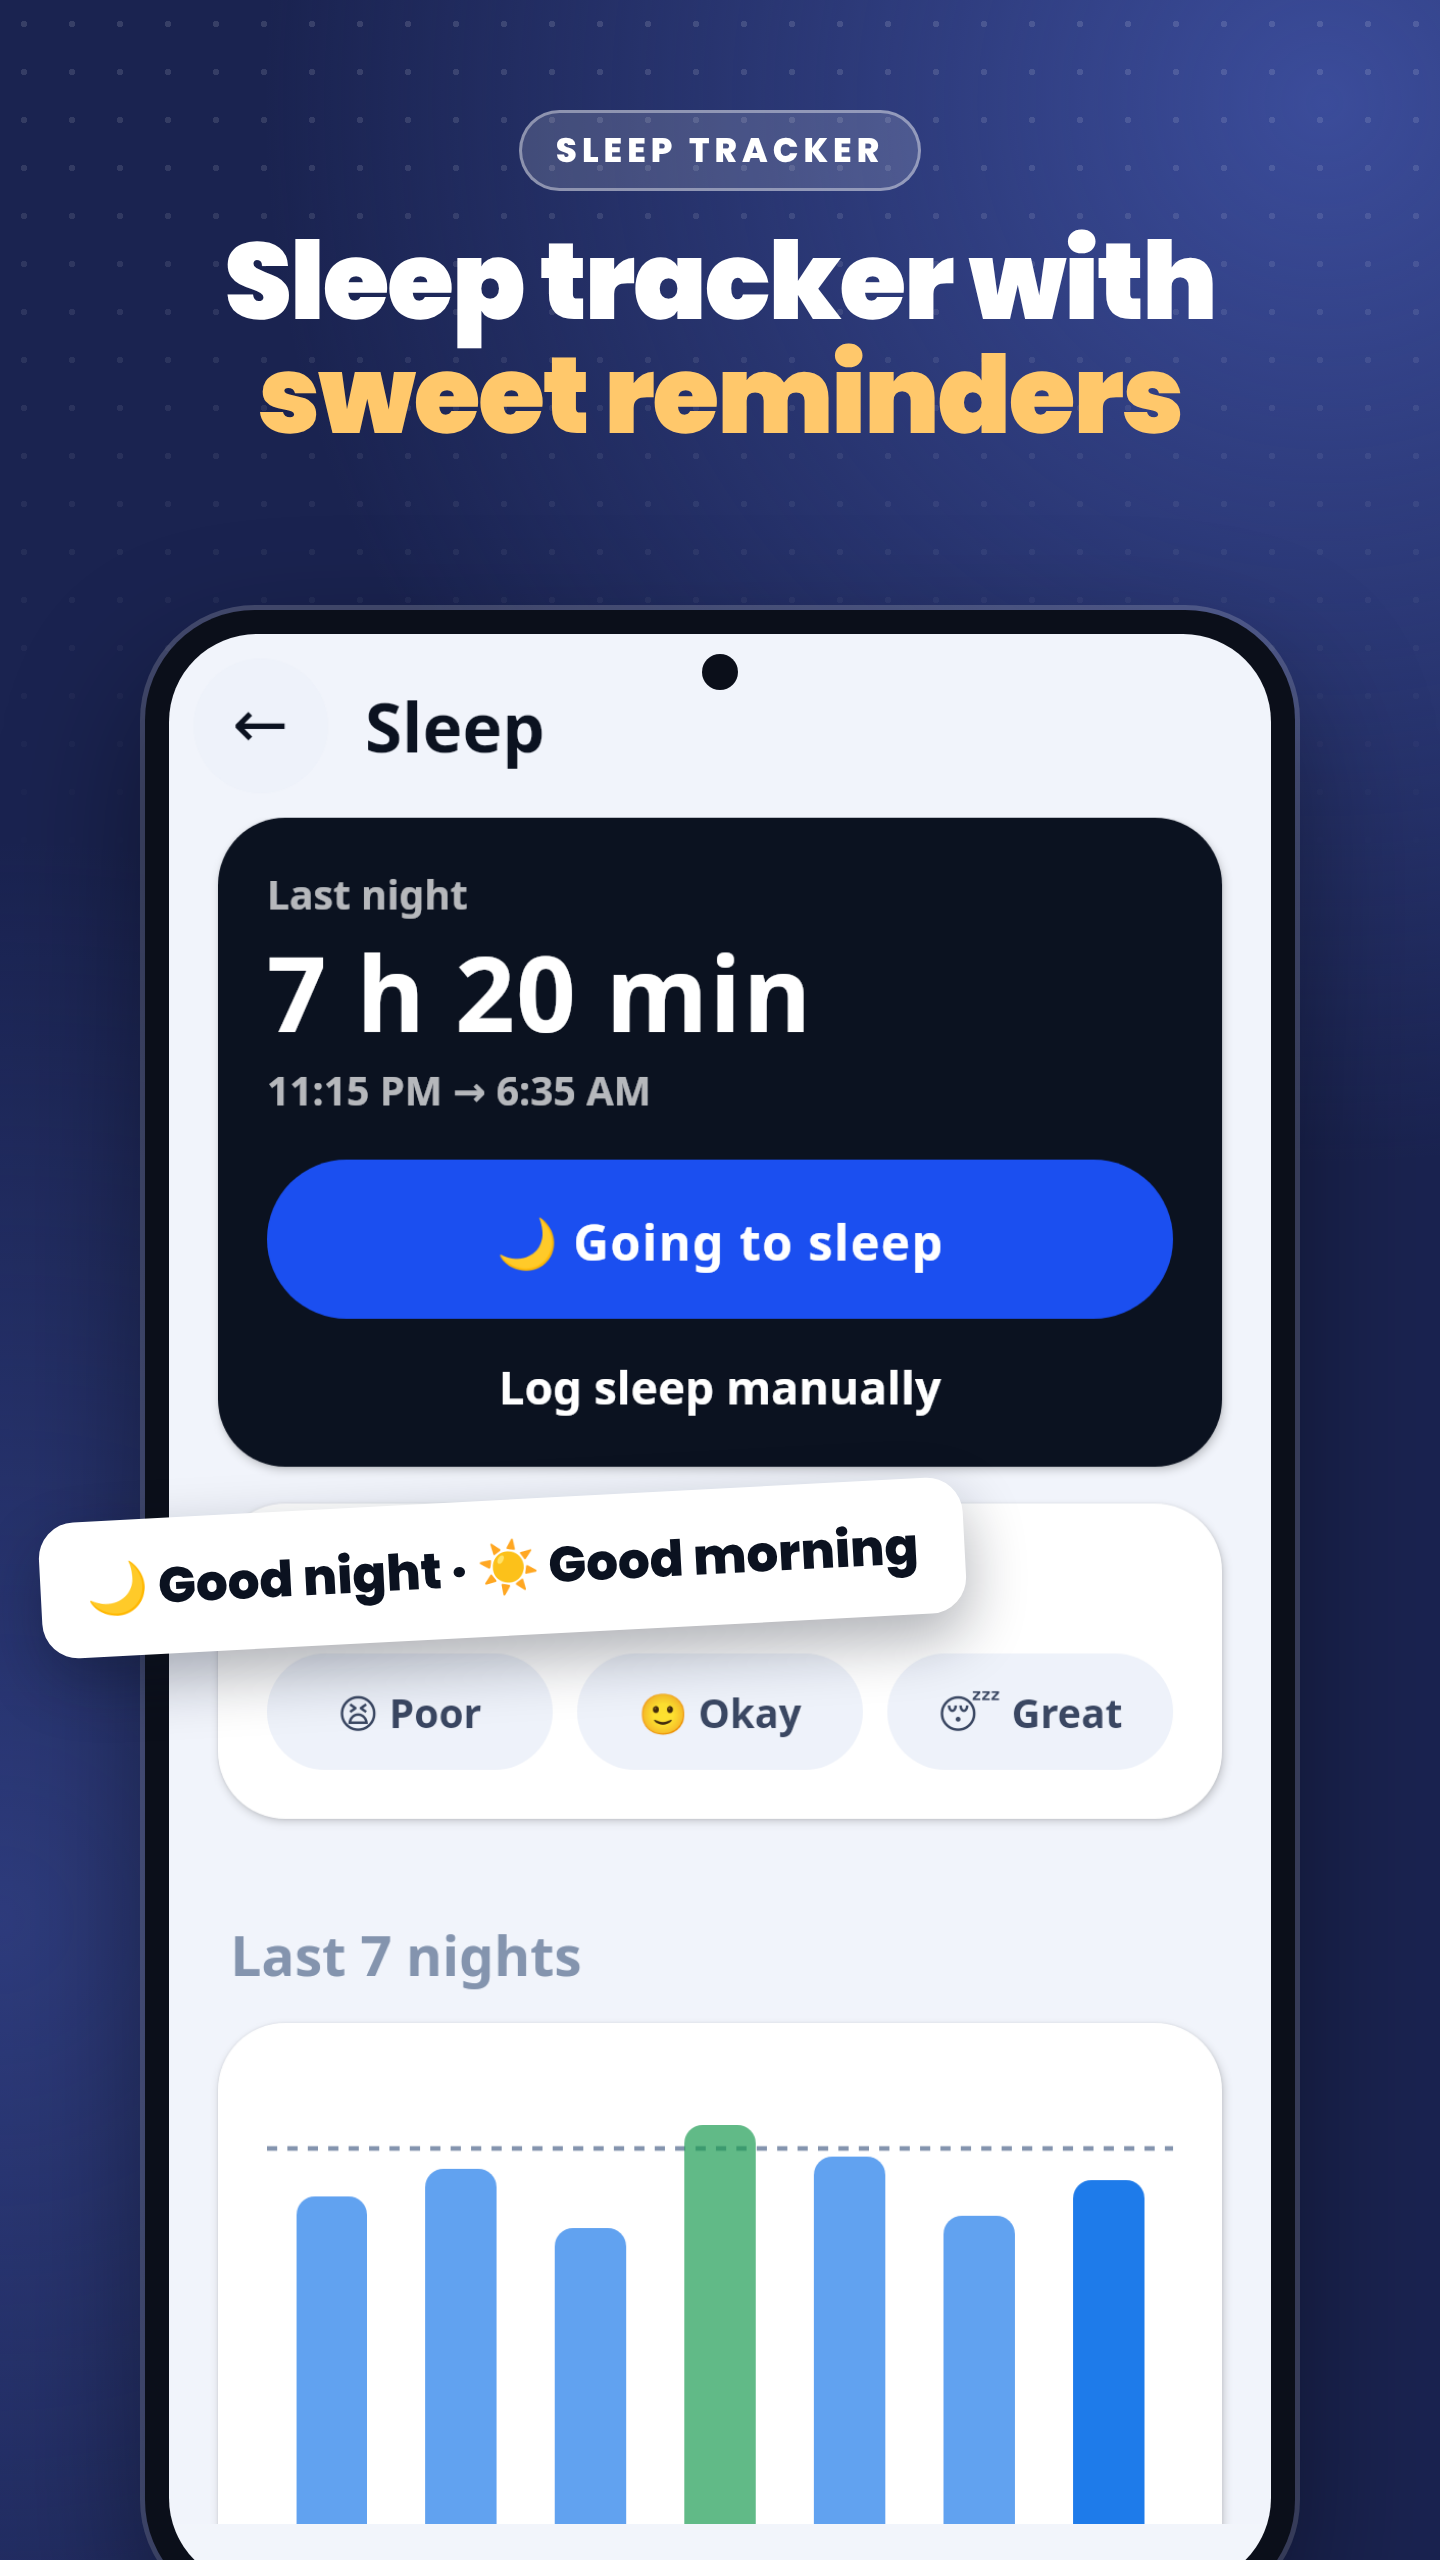 SLEEP TRACKER
Sleep tracker with
sweet reminders
← Sleep
Last night
7 h 20 min
11:15 PM → 6:35 AM
🌙 Going to sleep
Log sleep manually
🌙 Good night · ☀️ Good morning
😫 Poor
🙂 Okay
😴 Great
Last 7 nights